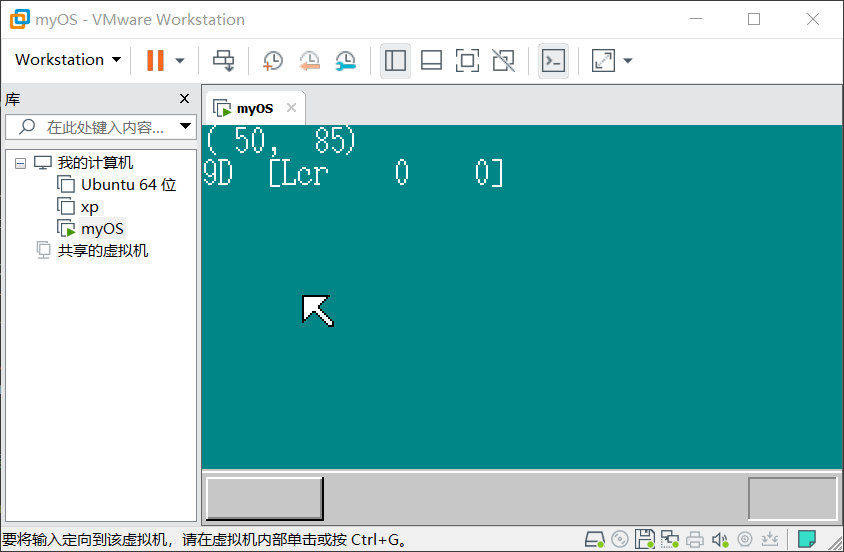 myOS - VMware Workstation
Workstation
库
在此处键入内容...
我的计算机
Ubuntu 64 位
xp
myOS
共享的虚拟机
myOS
( 50,  85)
9D  [Lcr    0    0]
要将输入定向到该虚拟机，请在虚拟机内部单击或按 Ctrl+G。